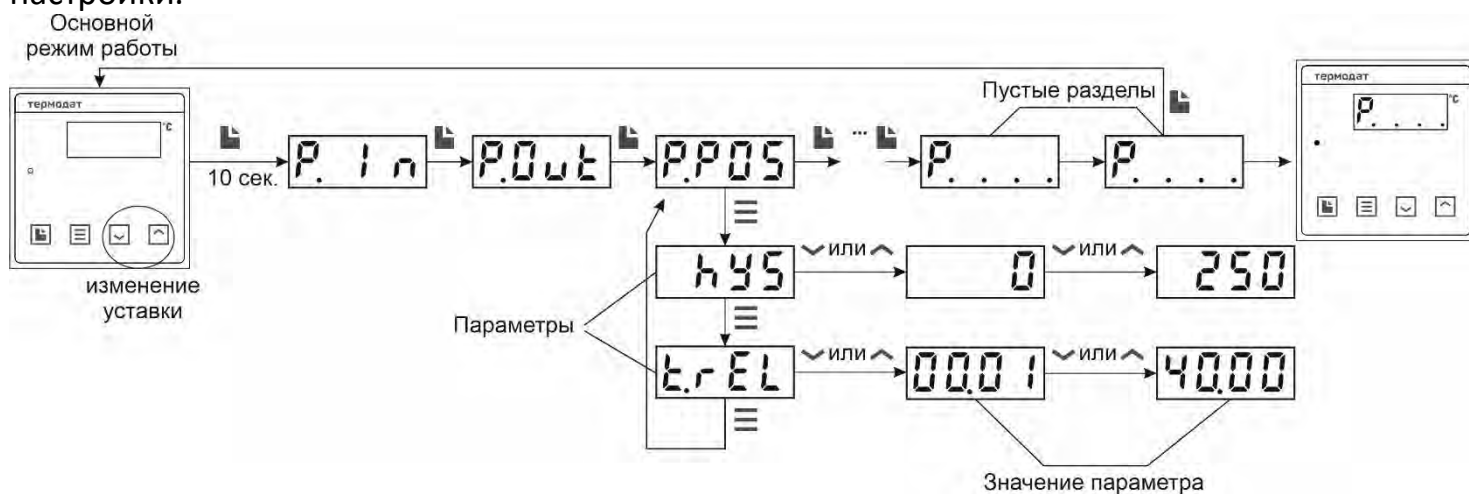 настройки.
Основной
режим работы
термодат
°C
10 сек.
P. In
P.Out
P.POS
...
Пустые разделы
P. . . .
P. . . .
термодат
P. . . .
°C
изменение
уставки
Параметры
hYS
или
0
или
250
t.rEL
или
00.01
или
40.00
Значение параметра